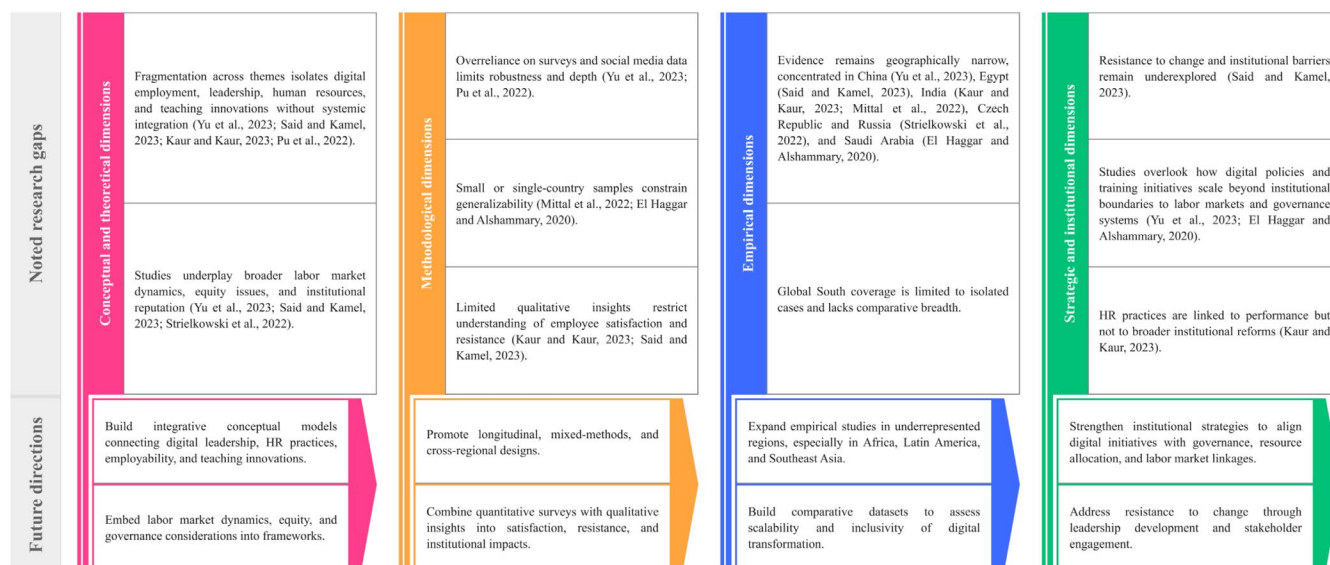 Noted research gaps
Conceptual and theoretical dimensions
Fragmentation across themes isolates digital
employment, leadership, human resources,
and teaching innovations without systemic
integration (Yu et al., 2023; Said and Kamel,
2023; Kaur and Kaur, 2023; Pu et al., 2022).
Studies underplay broader labor market
dynamics, equity issues, and institutional
reputation (Yu et al., 2023; Said and Kamel,
2023; Strielkowski et al., 2022).
Methodological dimensions
Overreliance on surveys and social media data
limits robustness and depth (Yu et al., 2023;
Pu et al., 2022).
Small or single-country samples constrain
generalizability (Mittal et al., 2022; El Haggar
and Alshammary, 2020).
Limited qualitative insights restrict
understanding of employee satisfaction and
resistance (Kaur and Kaur, 2023; Said and
Kamel, 2023).
Empirical dimensions
Evidence remains geographically narrow,
concentrated in China (Yu et al., 2023), Egypt
(Said and Kamel, 2023), India (Kaur and
Kaur, 2023; Mittal et al., 2022), Czech
Republic and Russia (Strielkowski et al.,
2022), and Saudi Arabia (El Haggar and
Alshammary, 2020).
Global South coverage is limited to isolated
cases and lacks comparative breadth.
Strategic and institutional dimensions
Resistance to change and institutional barriers
remain underexplored (Said and Kamel,
2023).
Studies overlook how digital policies and
training initiatives scale beyond institutional
boundaries to labor markets and governance
systems (Yu et al., 2023; El Haggar and
Alshammary, 2020).
HR practices are linked to performance but
not to broader institutional reforms (Kaur and
Kaur, 2023).
Future directions
Build integrative conceptual models
connecting digital leadership, HR practices,
employability, and teaching innovations.
Embed labor market dynamics, equity, and
governance considerations into frameworks.
Promote longitudinal, mixed-methods, and
cross-regional designs.
Combine quantitative surveys with qualitative
insights into satisfaction, resistance, and
institutional impacts.
Expand empirical studies in underrepresented
regions, especially in Africa, Latin America,
and Southeast Asia.
Build comparative datasets to assess
scalability and inclusivity of digital
transformation.
Strengthen institutional strategies to align
digital initiatives with governance, resource
allocation, and labor market linkages.
Address resistance to change through
leadership development and stakeholder
engagement.